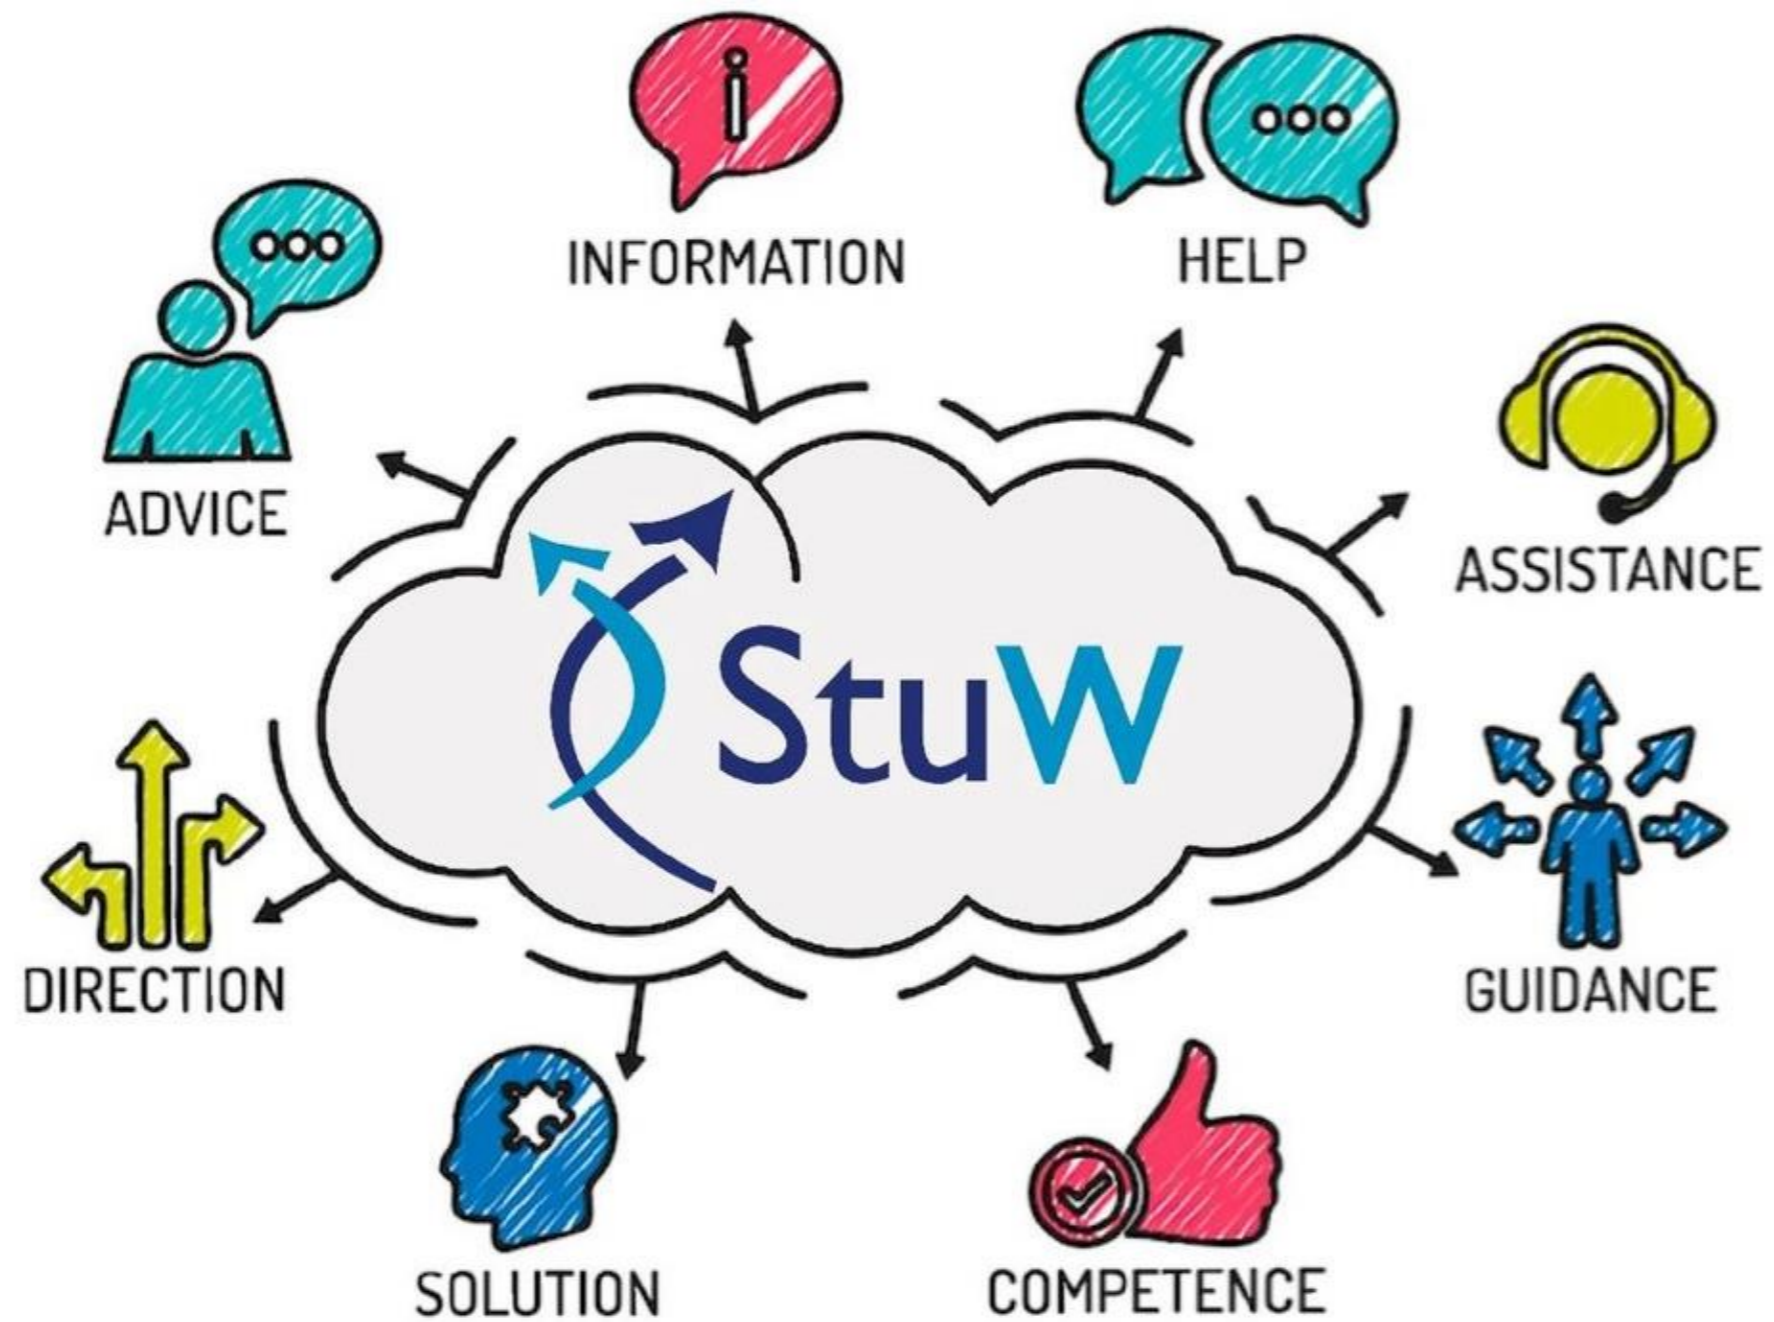 INFORMATION
HELP
ADVICE
ASSISTANCE
StuW
DIRECTION
GUIDANCE
SOLUTION
COMPETENCE